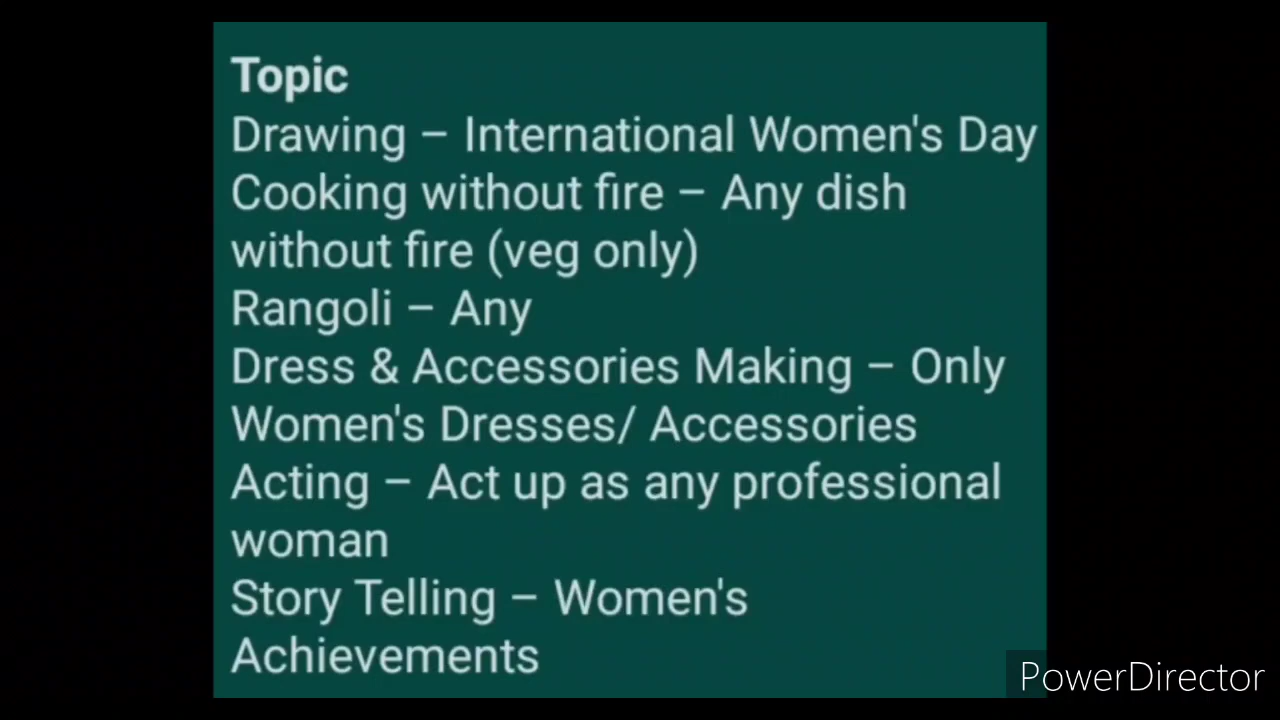 Topic
Drawing – International Women's Day
Cooking without fire – Any dish
without fire (veg only)
Rangoli – Any
Dress & Accessories Making – Only
Women's Dresses/ Accessories
Acting – Act up as any professional
woman
Story Telling – Women's
Achievements
PowerDirector